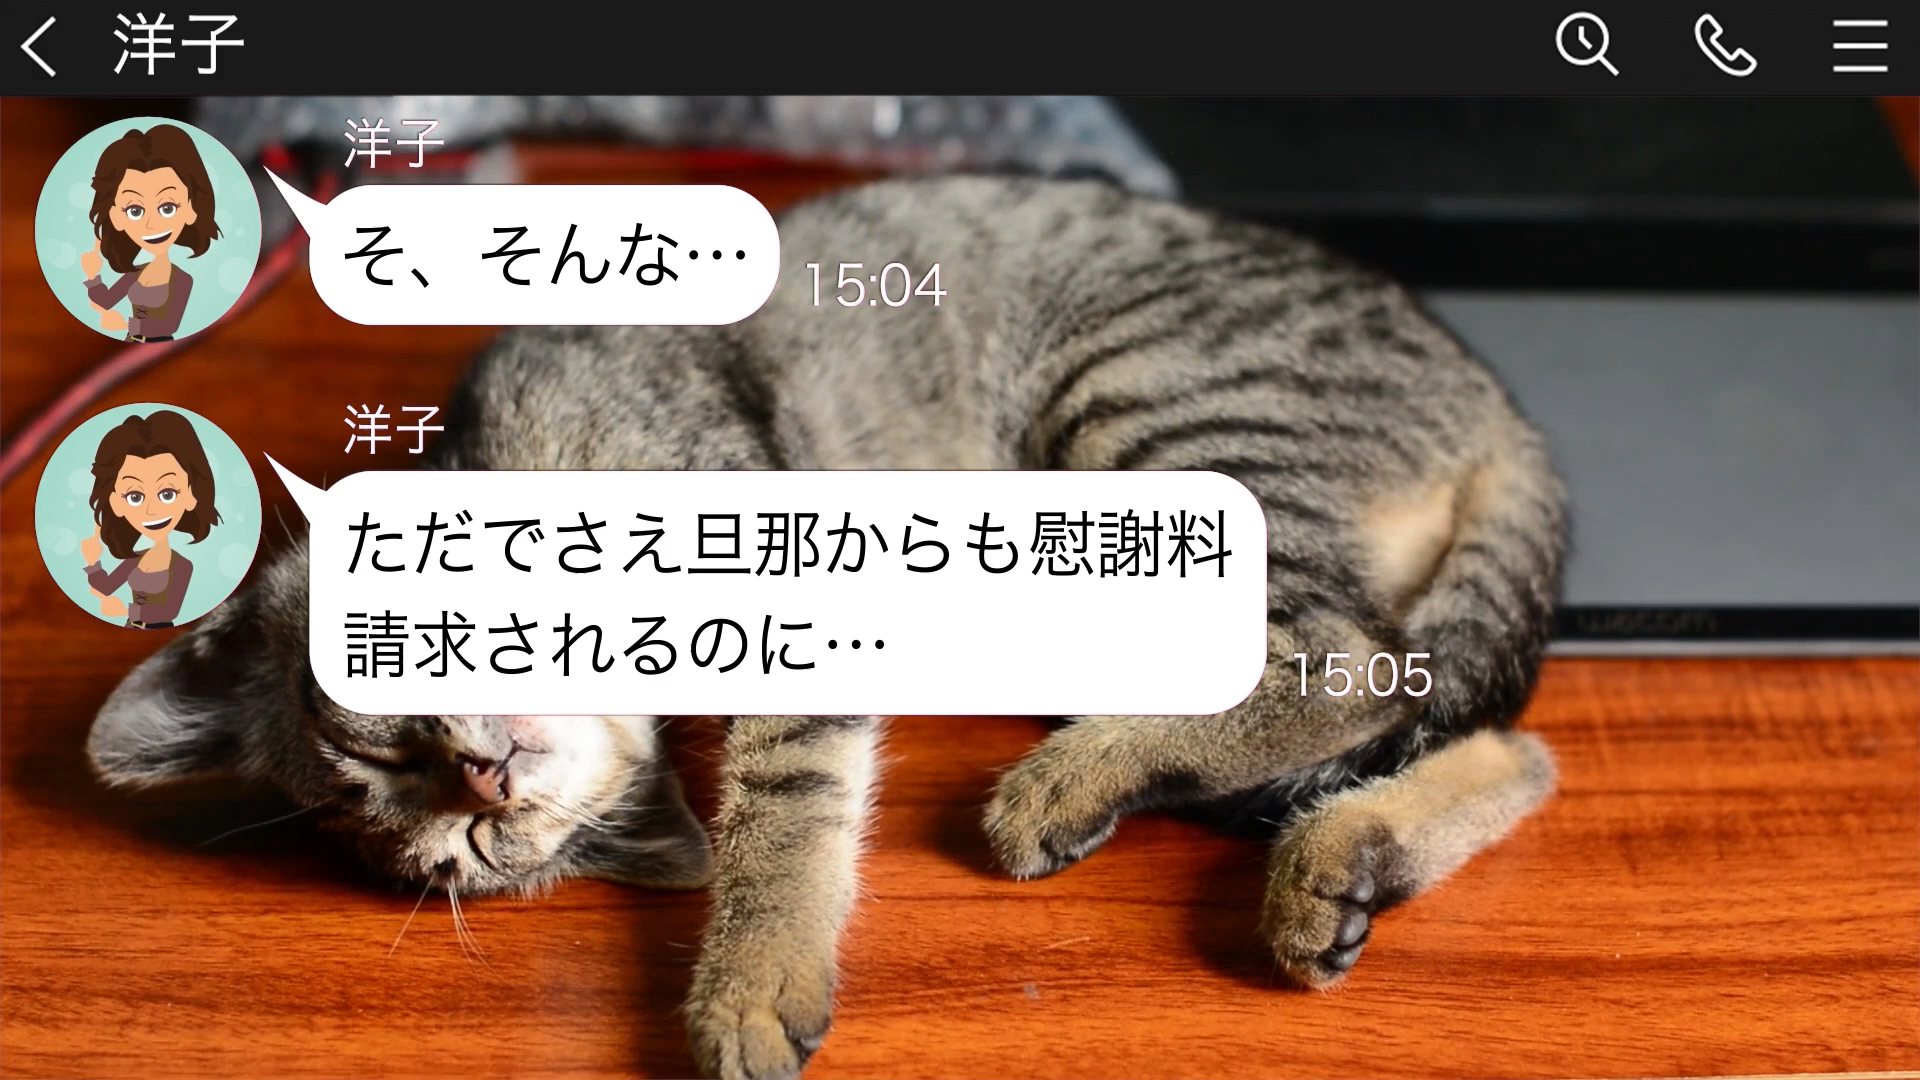 洋子
洋子
そ、そんな…
15:04
洋子
ただでさえ旦那からも慰謝料
請求されるのに…
15:05
wacom